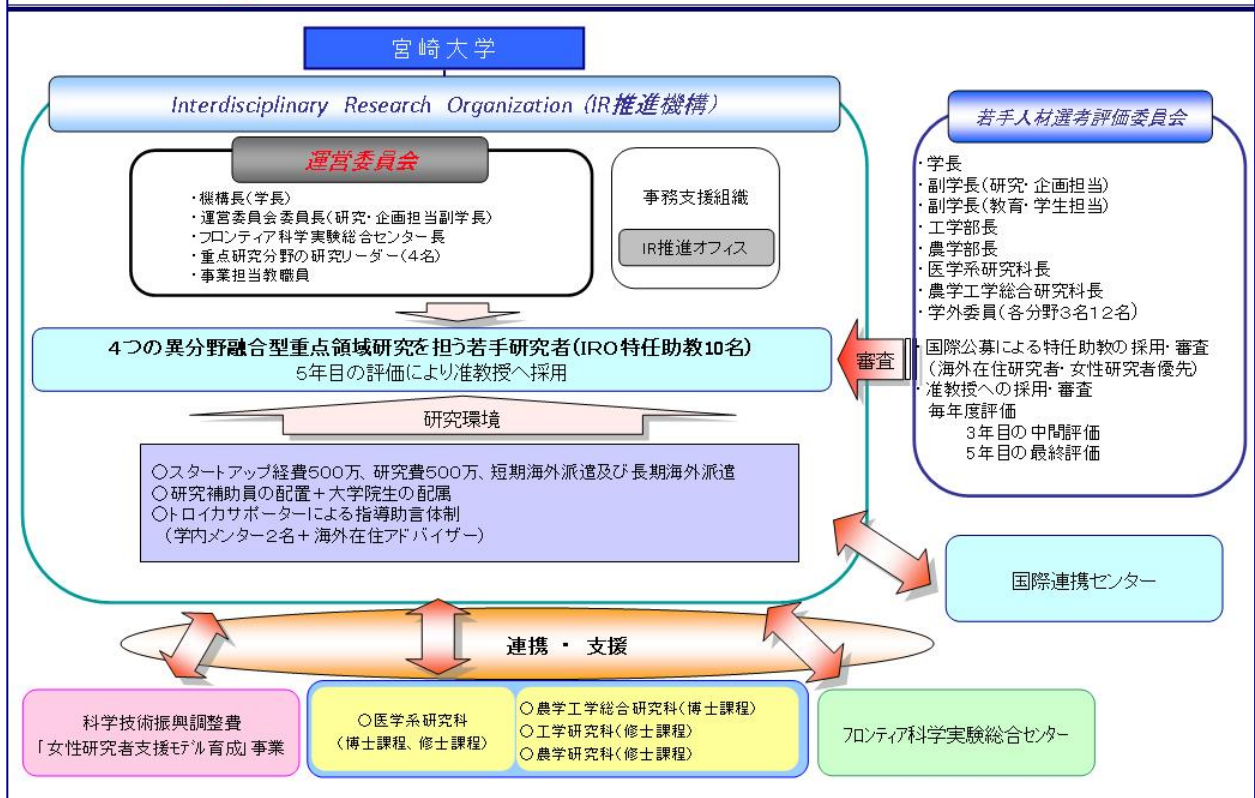 宮崎大学
Interdisciplinary Research Organization (IR推進機構)
運営委員会
・機構長(学長)
・運営委員会委員長(研究・企画担当副学長)
・フロンティア科学実験総合センター長
・重点研究分野の研究リーダー(4名)
・事業担当教職員
事務支援組織
IR推進オフィス
4つの異分野融合型重点領域研究を担う若手研究者(IRO特任助教10名)
5年目の評価により准教授へ採用
研究環境
○スタートアップ経費500万、研究費500万、短期海外派遣及び長期海外派遣
○研究補助員の配置+大学院生の配属
○トロイカサポーターによる指導助言体制
(学内メンター2名+海外在住アドバイザー)
若手人材選考評価委員会
・学長
・副学長(研究・企画担当)
・副学長(教育・学生担当)
・工学部長
・農学部長
・医学系研究科長
・農学工学総合研究科長
・学外委員(各分野3名12名)
・国際公募による特任助教の採用・審査
(海外在住研究者・女性研究者優先)
・准教授への採用・審査
毎年度評価
3年目の中間評価
5年目の最終評価
審査
国際連携センター
連携・支援
科学技術振興調整費
「女性研究者支援モデル育成」事業
○医学系研究科
(博士課程、修士課程)
○農学工学総合研究科(博士課程)
○工学研究科(修士課程)
○農学研究科(修士課程)
フロンティア科学実験総合センター